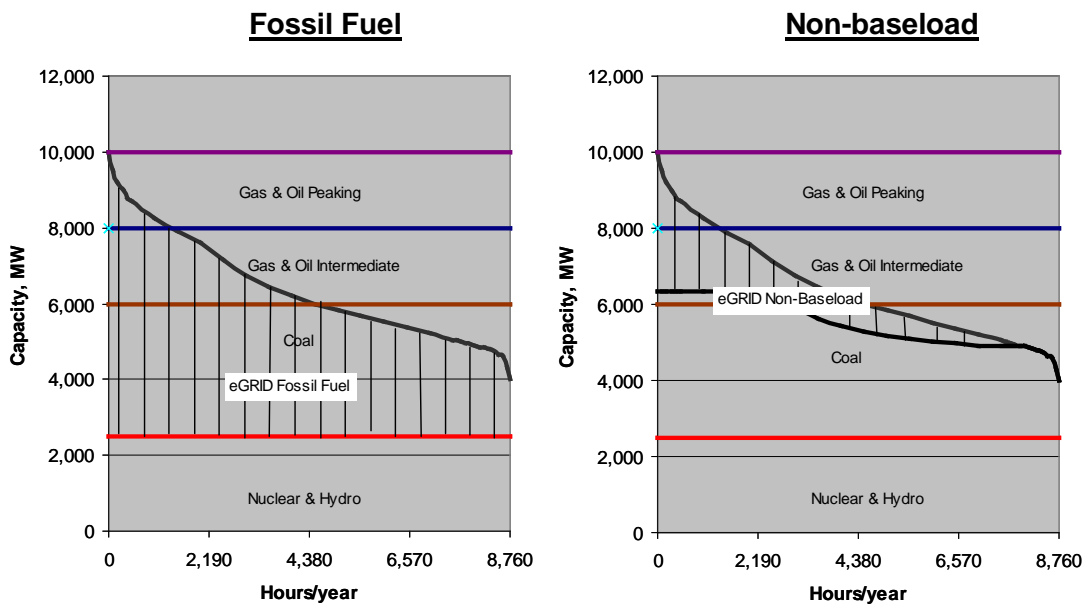 Fossil Fuel
12,000
10,000
8,000
6,000
4,000
2,000
0
Capacity, MW
Gas & Oil Peaking
Gas & Oil Intermediate
Coal
eGRID Fossil Fuel
Nuclear & Hydro
0 2,190 4,380 6,570 8,760
Hours/year
Non-baseload
12,000
10,000
8,000
6,000
4,000
2,000
0
Capacity, MW
Gas & Oil Peaking
Gas & Oil Intermediate
eGRID Non-Baseload
Coal
Nuclear & Hydro
0 2,190 4,380 6,570 8,760
Hours/year